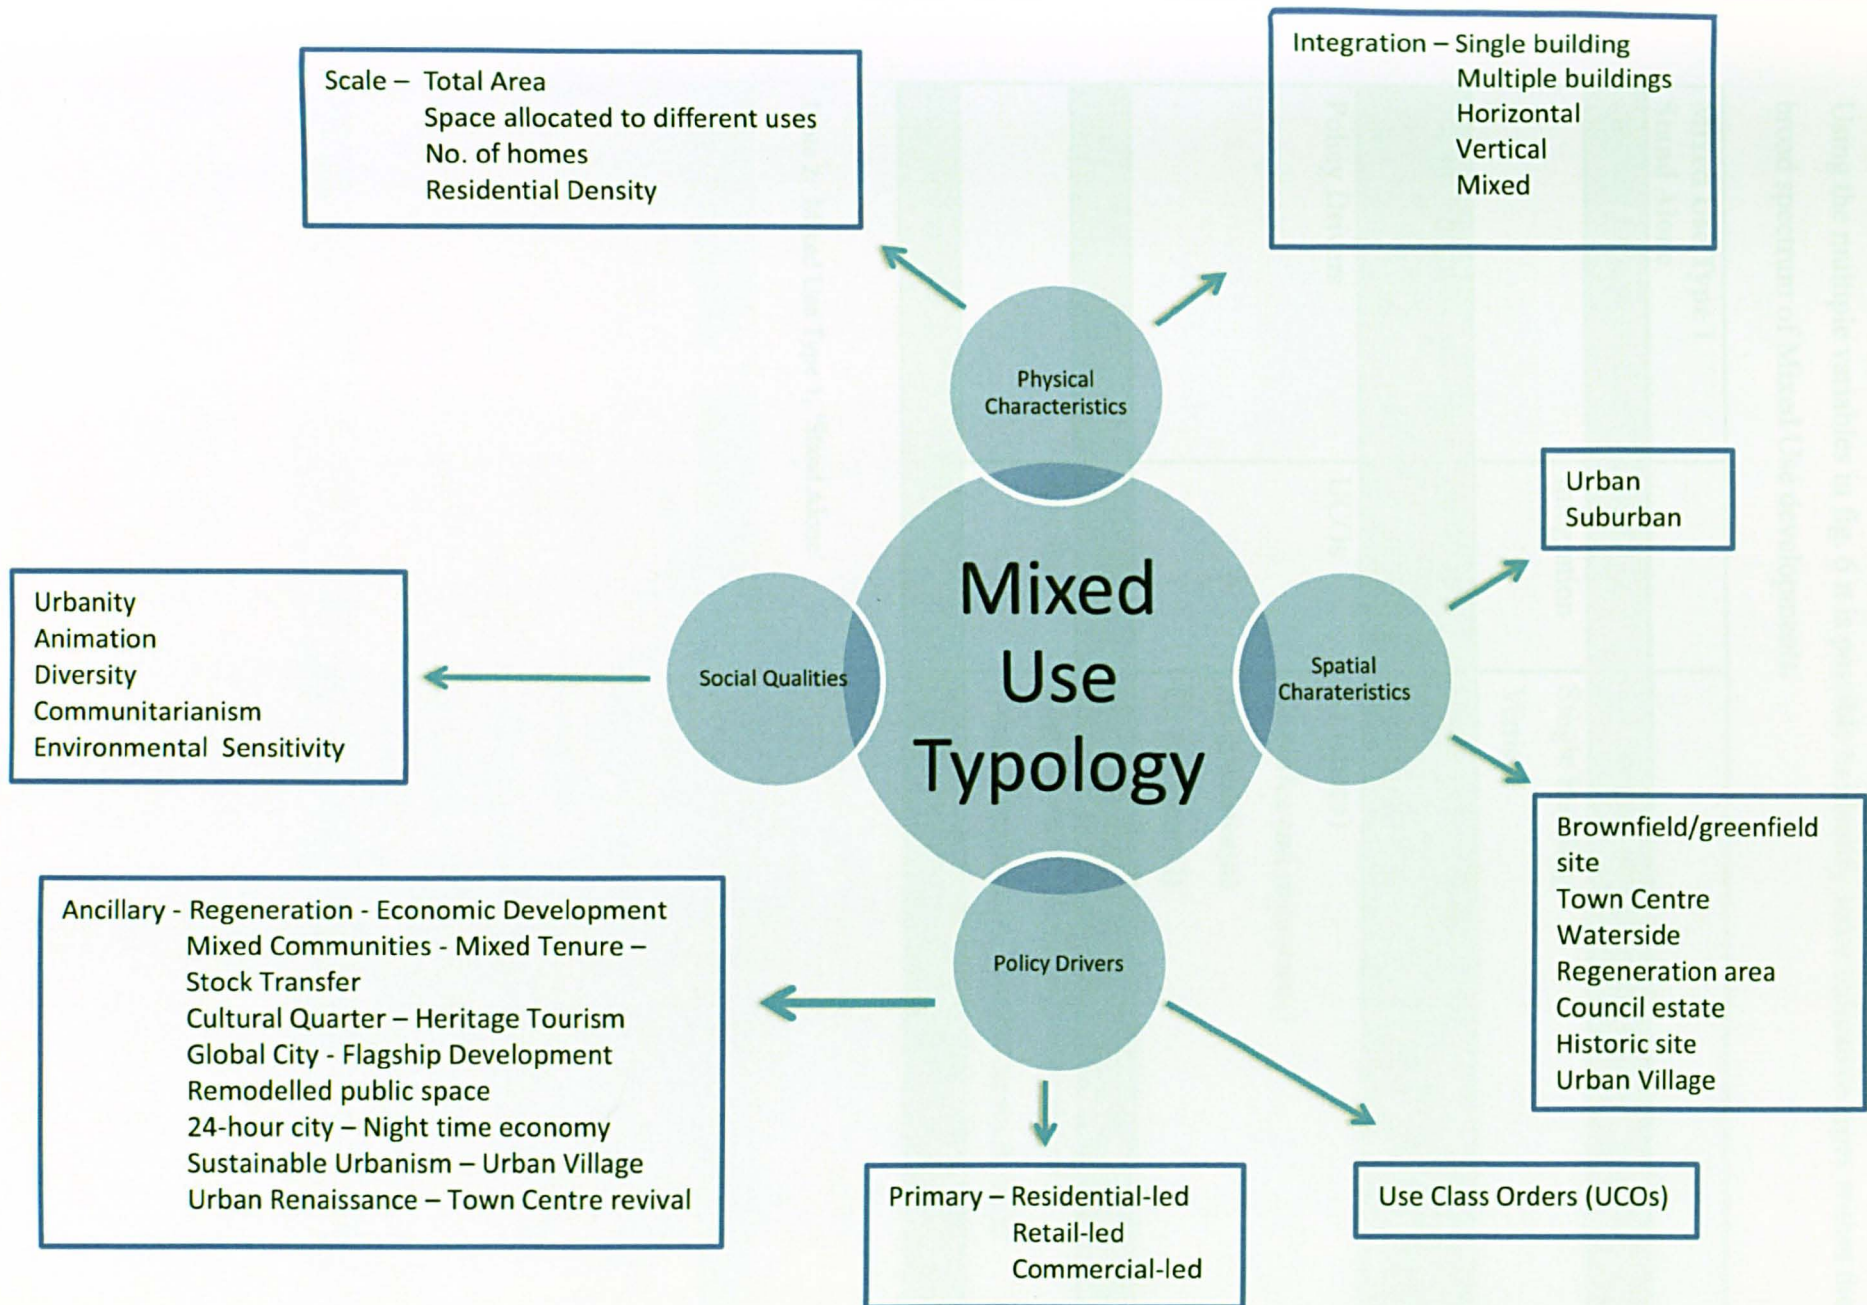 Scale – Total Area
Space allocated to different uses
No. of homes
Residential Density
Integration – Single building
Multiple buildings
Horizontal
Vertical
Mixed
Physical
Characteristics
Urban
Suburban
Mixed
Use
Typology
Spatial
Charateristics
Social Qualities
Urbanity
Animation
Diversity
Communitarianism
Environmental Sensitivity
Brownfield/greenfield
site
Town Centre
Waterside
Regeneration area
Council estate
Historic site
Urban Village
Policy Drivers
Ancillary - Regeneration - Economic Development
Mixed Communities - Mixed Tenure –
Stock Transfer
Cultural Quarter – Heritage Tourism
Global City - Flagship Development
Remodelled public space
24-hour city – Night time economy
Sustainable Urbanism – Urban Village
Urban Renaissance – Town Centre revival
Primary – Residential-led
Retail-led
Commercial-led
Use Class Orders (UCOs)